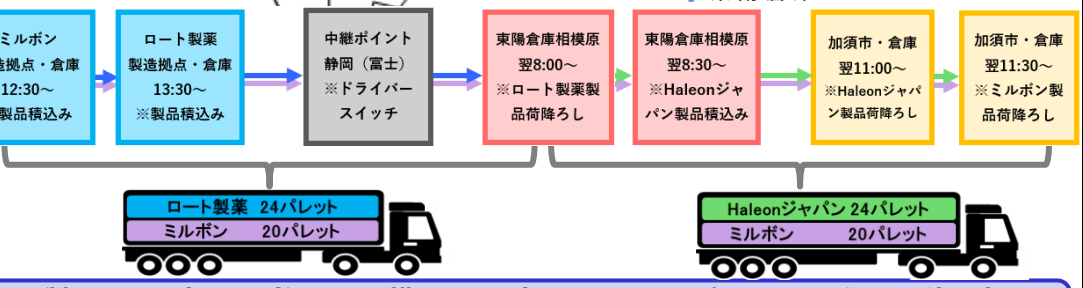 ミルボン
造拠点・倉庫
12:30～
製品積込み
ロート製薬
製造拠点・倉庫
13:30～
※製品積込み
中継ポイント
静岡（富士）
※ドライバー
スイッチ
東陽倉庫相模原
翌8:00～
※ロート製薬製
品荷降ろし
東陽倉庫相模原
翌8:30～
※Haleonジャ
パン製品積込み
加須市・倉庫
翌11:00～
※Haleonジャパ
ン製品荷降ろし
加須市・倉庫
翌11:30～
※ミルボン製
品荷降ろし
ロート製薬 24パレット
ミルボン 20パレット
Haleonジャパン 24パレット
ミルボン 20パレット